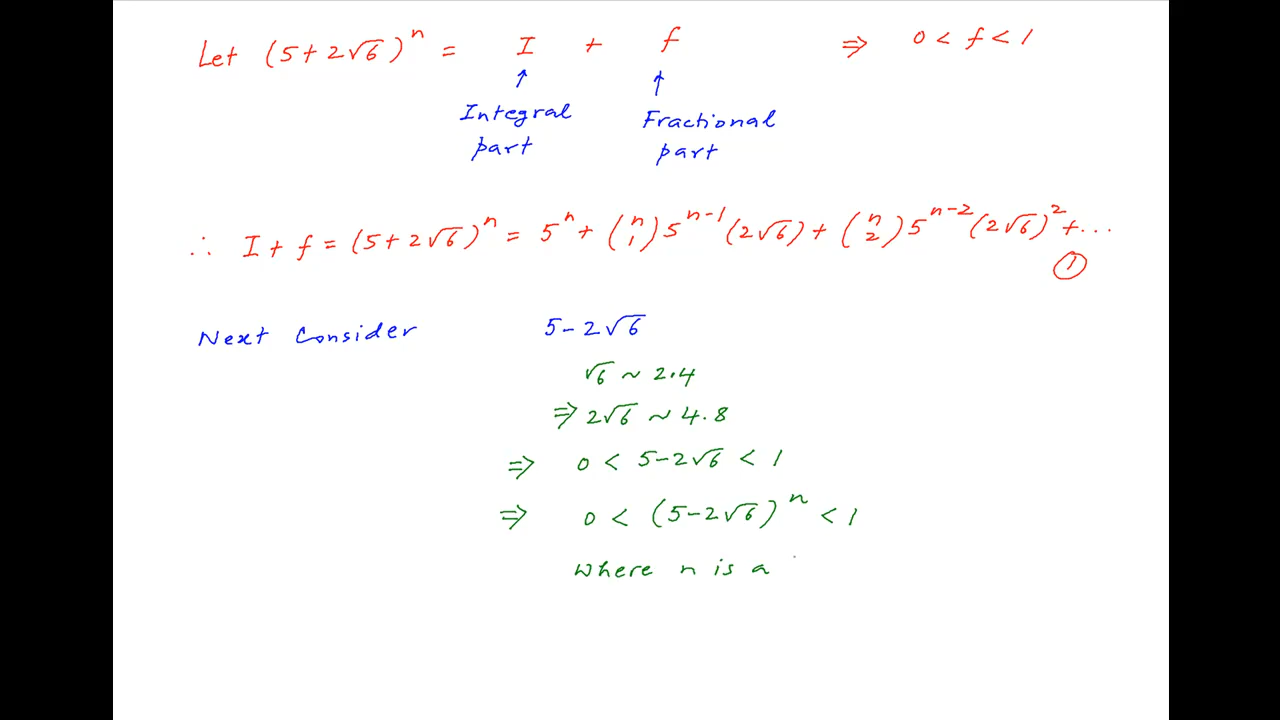 Let (5+2√6)^n = I + f ⇒ 0 < f < 1
↑ ↑
Integral part Fractional part
∴ I + f = (5+2√6)^n = 5^n + (n 1) 5^(n-1) (2√6) + (n 2) 5^(n-2) (2√6)^2 + ...
①
Next Consider 5-2√6
√6 ~ 2.4
⇒ 2√6 ~ 4.8
⇒ 0 < 5-2√6 < 1
⇒ 0 < (5-2√6)^n < 1
where n is a